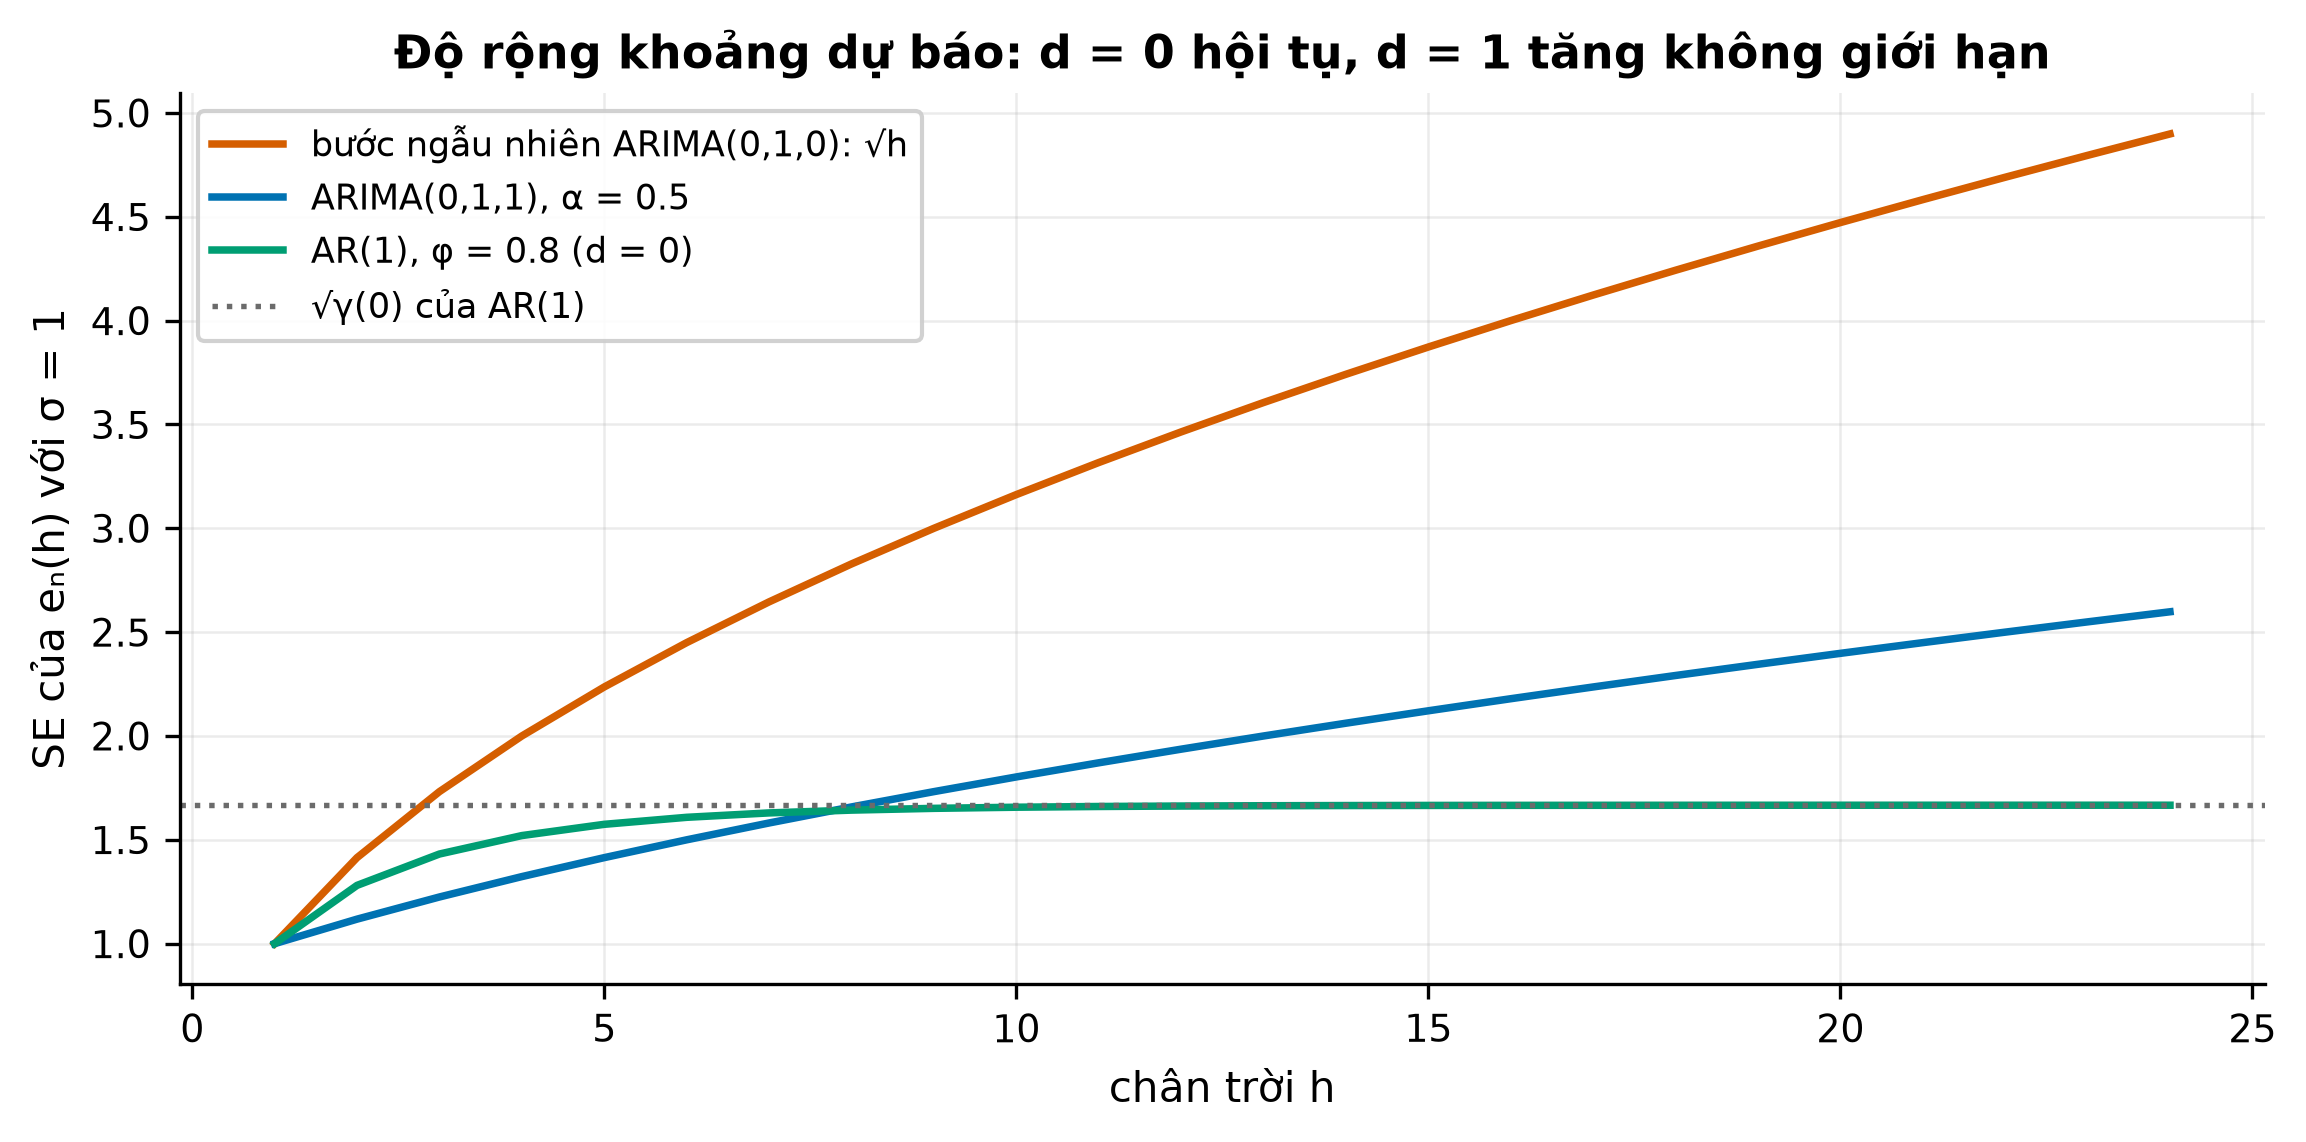 Độ rộng khoảng dự báo: d = 0 hội tụ, d = 1 tăng không giới hạn
bước ngẫu nhiên ARIMA(0,1,0): √h
ARIMA(0,1,1), α = 0.5
AR(1), φ = 0.8 (d = 0)
√γ(0) của AR(1)
SE của eₙ(h) với σ = 1
5.0
4.5
4.0
3.5
3.0
2.5
2.0
1.5
1.0
0 5 10 15 20 25
chân trời h